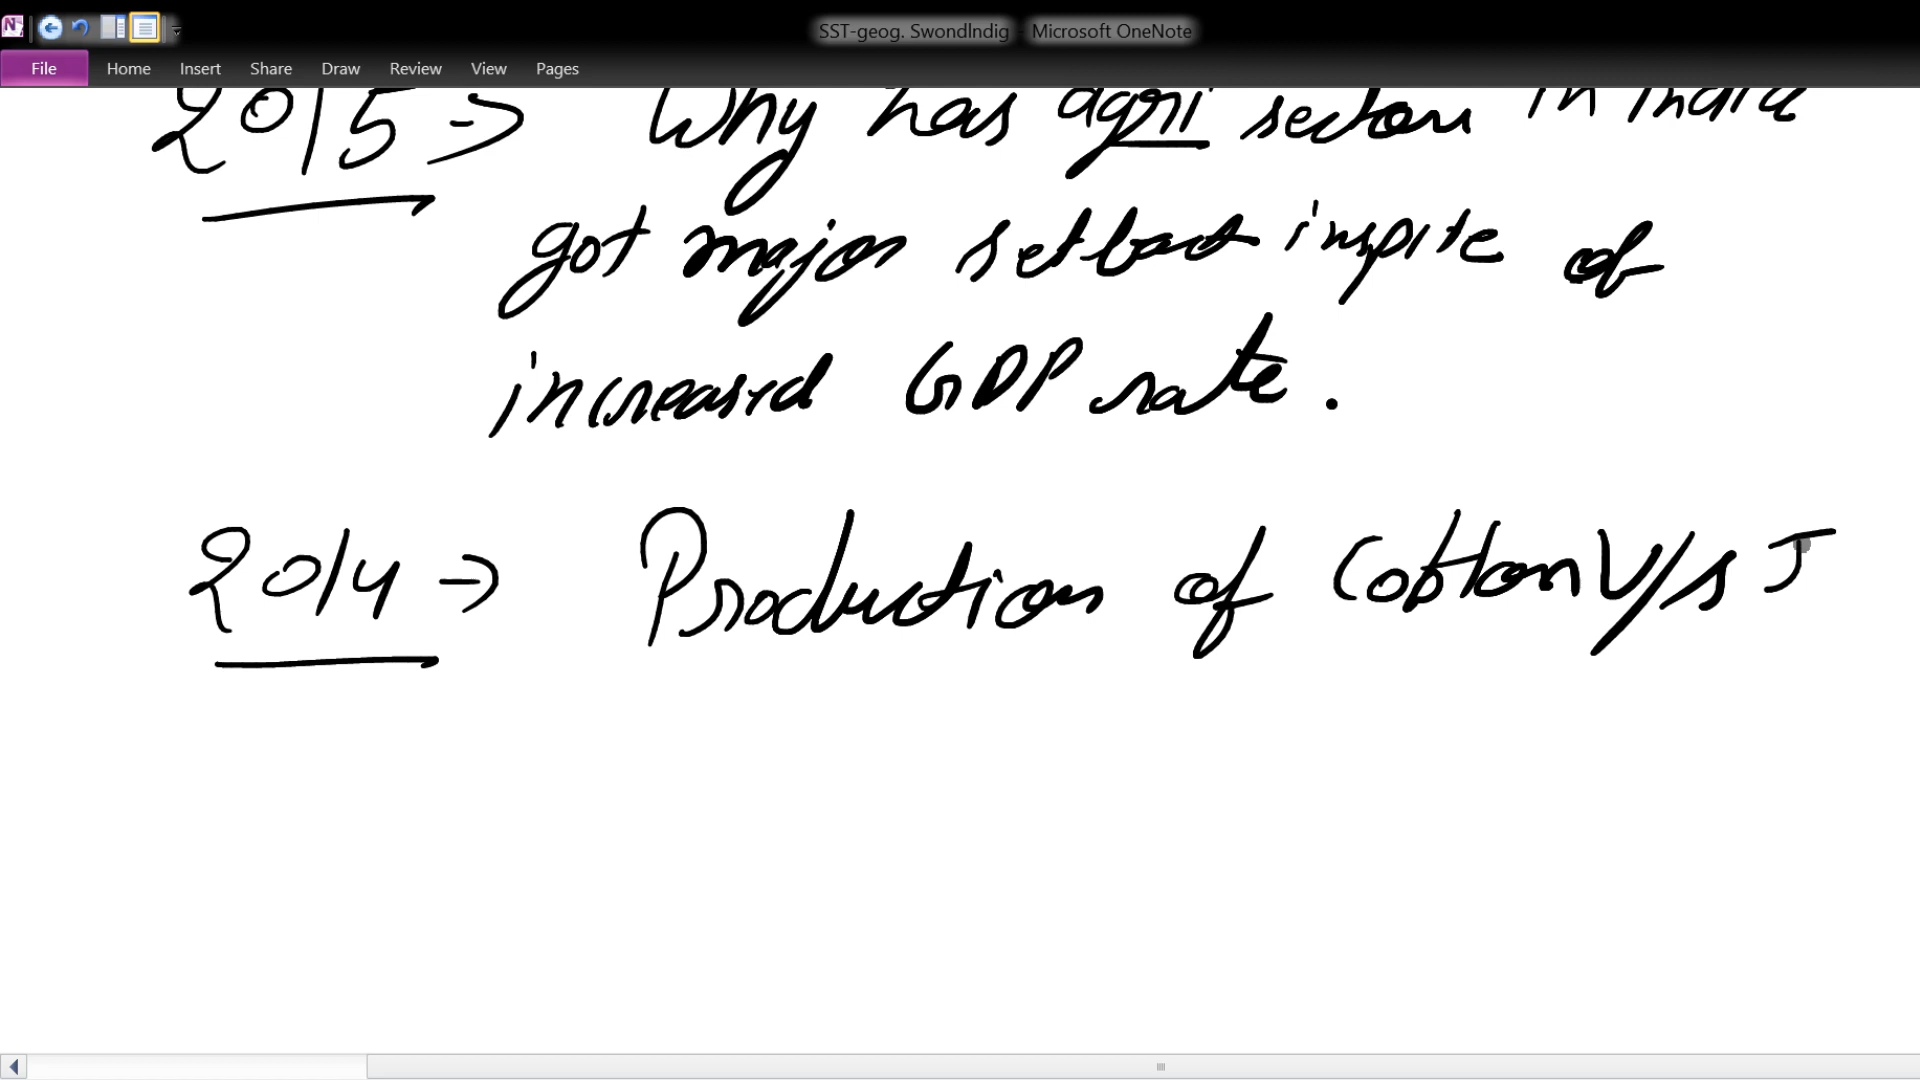 SST-geog. SwondIndig - Microsoft OneNote
File Home Insert Share Draw Review View Pages
2015 => Why has agri sector in India
got major setback inspite of
increased GDP rate.
2014 => Production of Cotton V/s J